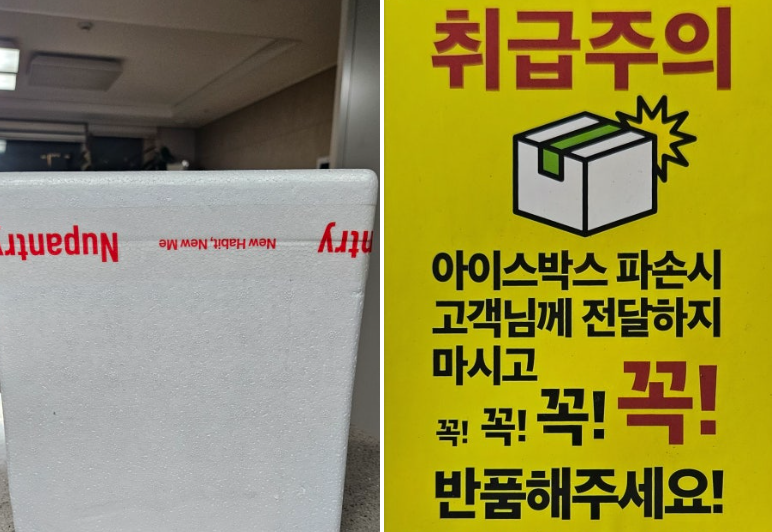 Nupantry
New Habit, New Me
ntry
취급주의
아이스박스 파손시
고객님께 전달하지
마시고
꼭! 꼭! 꼭! 꼭!
반품해주세요!